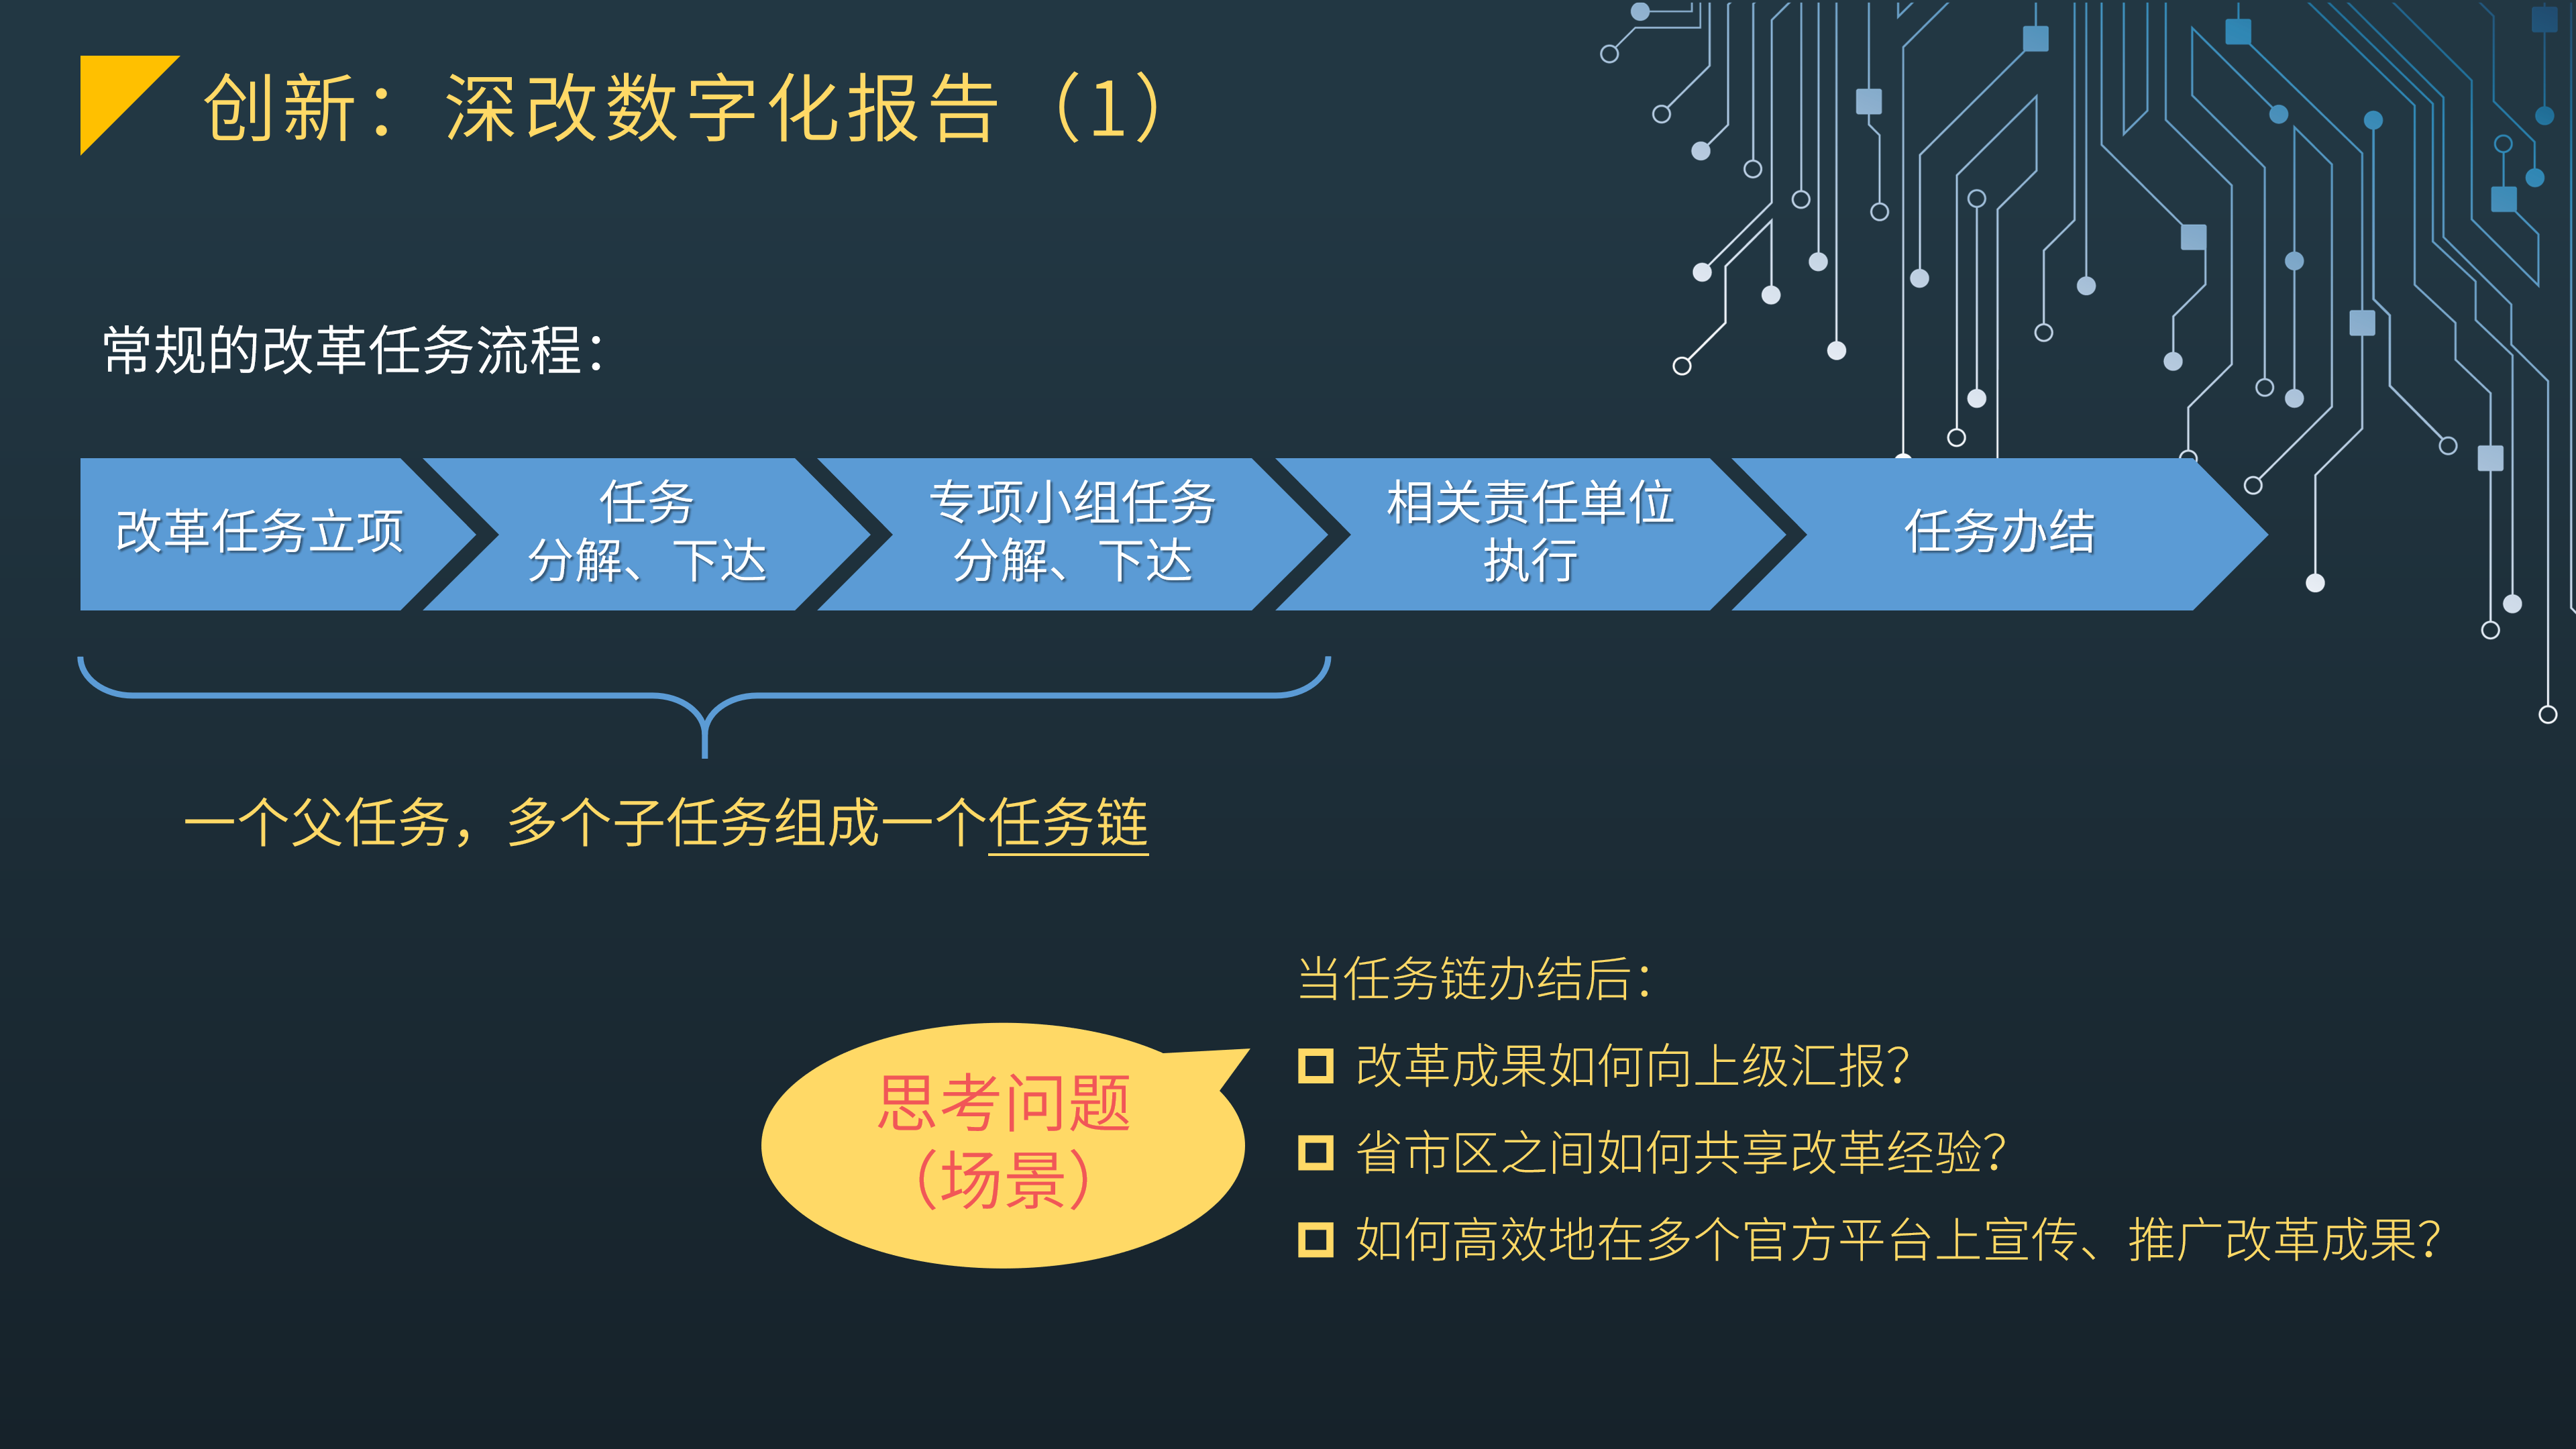 创新：深改数字化报告（1）
常规的改革任务流程：
改革任务立项
任务
分解、下达
专项小组任务
分解、下达
相关责任单位
执行
任务办结
一个父任务，多个子任务组成一个任务链
思考问题
（场景）
当任务链办结后：
改革成果如何向上级汇报？
省市区之间如何共享改革经验？
如何高效地在多个官方平台上宣传、推广改革成果？